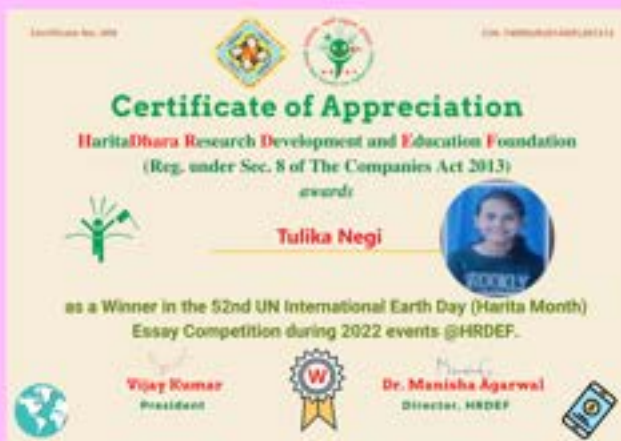 Certificate of Appreciation
HaritaDhara Research Development and Education Foundation
(Reg. under Sec. 8 of The Companies Act 2013)
awards
Tulika Negi
as a Winner in the 52nd UN International Earth Day (Harita Month)
Essay Competition during 2022 events @HRDEF.
W
Vijay Kumar
President
Dr. Manisha Agarwal
Director, HRDEF